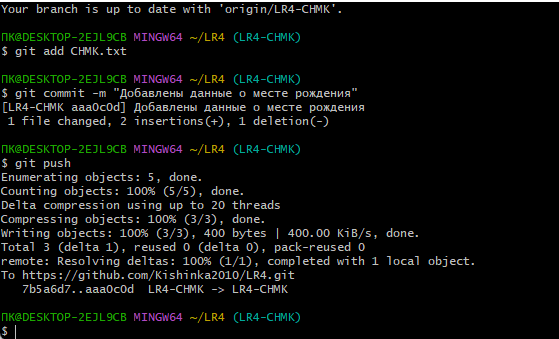 Your branch is up to date with 'origin/LR4-CHMK'.
ПК@DESKTOP-2EJL9CB MINGW64 ~/LR4 (LR4-CHMK)
$ git add CHMK.txt
ПК@DESKTOP-2EJL9CB MINGW64 ~/LR4 (LR4-CHMK)
$ git commit -m "Добавлены данные о месте рождения"
[LR4-CHMK aaa0c0d] Добавлены данные о месте рождения
1 file changed, 2 insertions(+), 1 deletion(-)
ПК@DESKTOP-2EJL9CB MINGW64 ~/LR4 (LR4-CHMK)
$ git push
Enumerating objects: 5, done.
Counting objects: 100% (5/5), done.
Delta compression using up to 20 threads
Compressing objects: 100% (3/3), done.
Writing objects: 100% (3/3), 400 bytes | 400.00 KiB/s, done.
Total 3 (delta 1), reused 0 (delta 0), pack-reused 0
remote: Resolving deltas: 100% (1/1), completed with 1 local object.
To https://github.com/Kishinka2010/LR4.git
7b5a6d7..aaa0c0d  LR4-CHMK -> LR4-CHMK
ПК@DESKTOP-2EJL9CB MINGW64 ~/LR4 (LR4-CHMK)
$